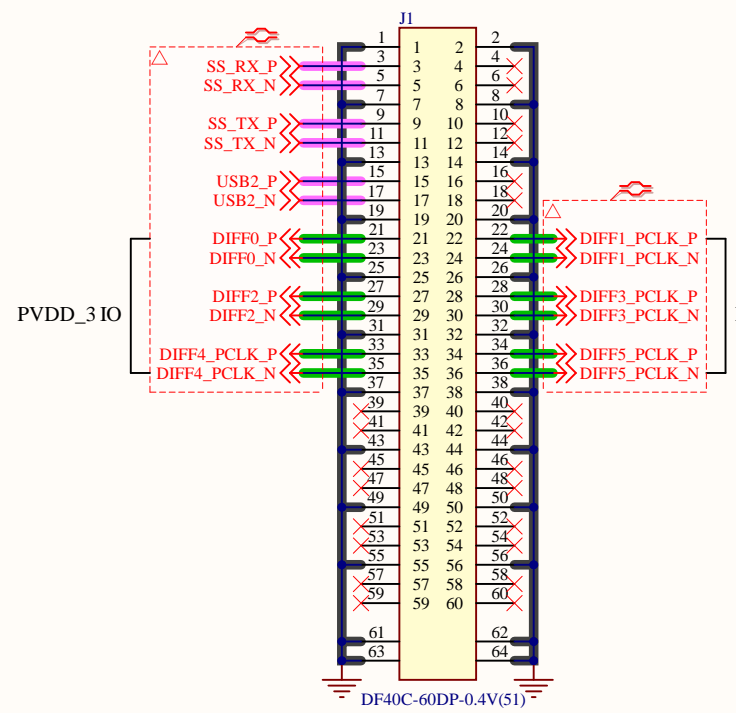 J1
1 1 2 2
SS_RX_P 3 3 4 4
SS_RX_N 5 5 6 6
7 7 8 8
SS_TX_P 9 9 10 10
SS_TX_N 11 11 12 12
13 13 14 14
USB2_P 15 15 16 16
USB2_N 17 17 18 18
19 19 20 20
DIFF0_P 21 21 22 22 DIFF1_PCLK_P
DIFF0_N 23 23 24 24 DIFF1_PCLK_N
25 25 26 26
DIFF2_P 27 27 28 28 DIFF3_PCLK_P
PVDD_3 IO
DIFF2_N 29 29 30 30 DIFF3_PCLK_N
31 31 32 32
DIFF4_PCLK_P 33 33 34 34 DIFF5_PCLK_P
DIFF4_PCLK_N 35 35 36 36 DIFF5_PCLK_N
37 37 38 38
39 39 40 40
41 41 42 42
43 43 44 44
45 45 46 46
47 47 48 48
49 49 50 50
51 51 52 52
53 53 54 54
55 55 56 56
57 57 58 58
59 59 60 60
61 62
63 64
DF40C-60DP-0.4V(51)